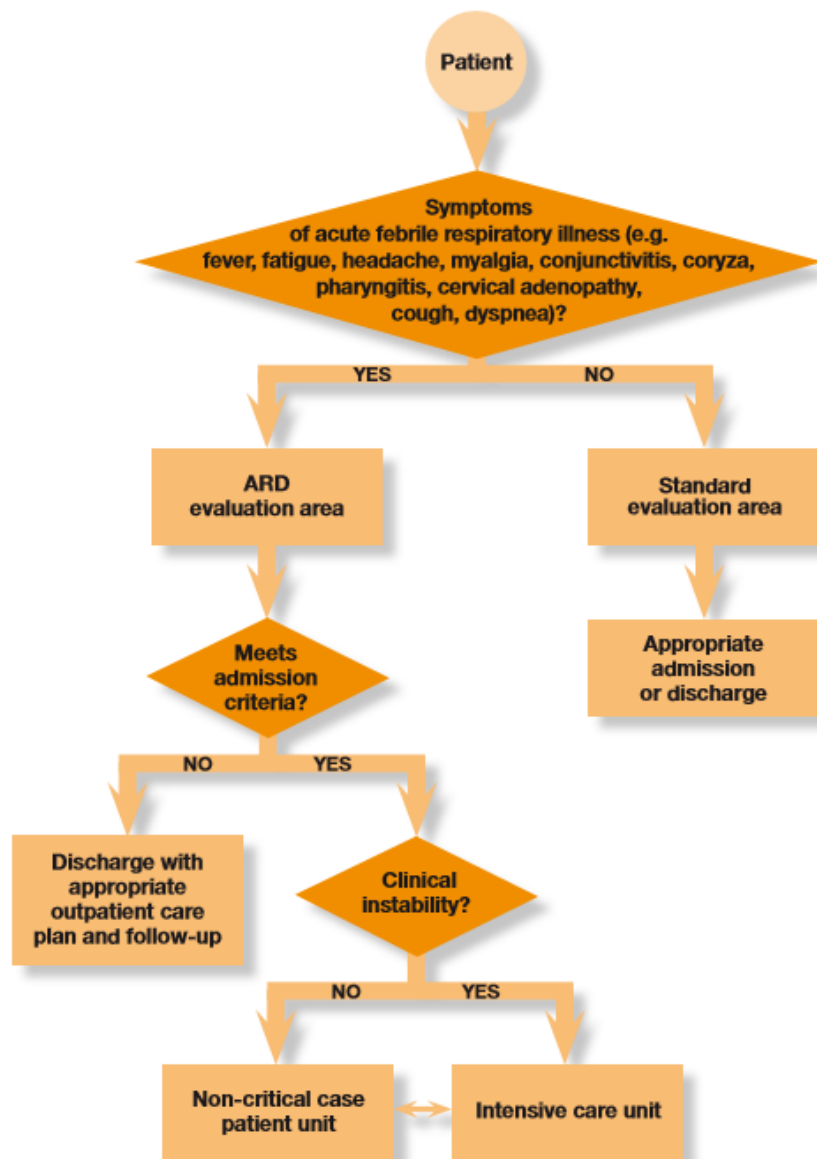 Patient
Symptoms
of acute febrile respiratory illness (e.g.
fever, fatigue, headache, myalgia, conjunctivitis, coryza,
pharyngitis, cervical adenopathy,
cough, dyspnea)?
YES
NO
ARD
evaluation area
Standard
evaluation area
Meets
admission
criteria?
Appropriate
admission
or discharge
NO
YES
Discharge with
appropriate
outpatient care
plan and follow-up
Clinical
instability?
NO
YES
Non-critical case
patient unit
Intensive care unit